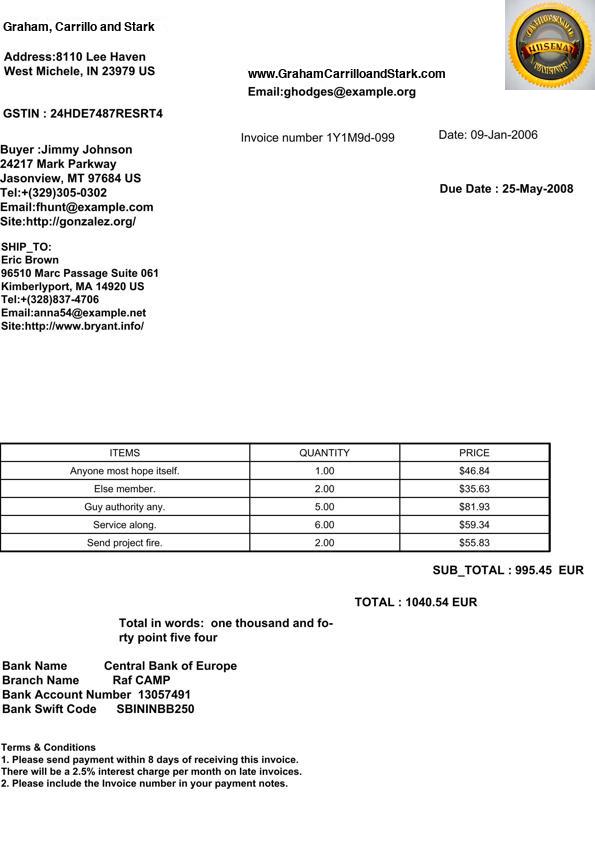 Graham, Carrillo and Stark
Address:8110 Lee Haven
West Michele, IN 23979 US
www.GrahamCarrilloandStark.com
Email:ghodges@example.org
GSTIN : 24HDE7487RESRT4
Invoice number 1Y1M9d-099
Date: 09-Jan-2006
Buyer :Jimmy Johnson
24217 Mark Parkway
Jasonview, MT 97684 US
Tel:+(329)305-0302
Email:fhunt@example.com
Site:http://gonzalez.org/
Due Date : 25-May-2008
SHIP_TO:
Eric Brown
96510 Marc Passage Suite 061
Kimberlyport, MA 14920 US
Tel:+(328)837-4706
Email:anna54@example.net
Site:http://www.bryant.info/
ITEMS QUANTITY PRICE
Anyone most hope itself. 1.00 $46.84
Else member. 2.00 $35.63
Guy authority any. 5.00 $81.93
Service along. 6.00 $59.34
Send project fire. 2.00 $55.83
SUB_TOTAL : 995.45 EUR
TOTAL : 1040.54 EUR
Total in words: one thousand and fo-
rty point five four
Bank Name Central Bank of Europe
Branch Name Raf CAMP
Bank Account Number 13057491
Bank Swift Code SBININBB250
Terms & Conditions
1. Please send payment within 8 days of receiving this invoice.
There will be a 2.5% interest charge per month on late invoices.
2. Please include the Invoice number in your payment notes.